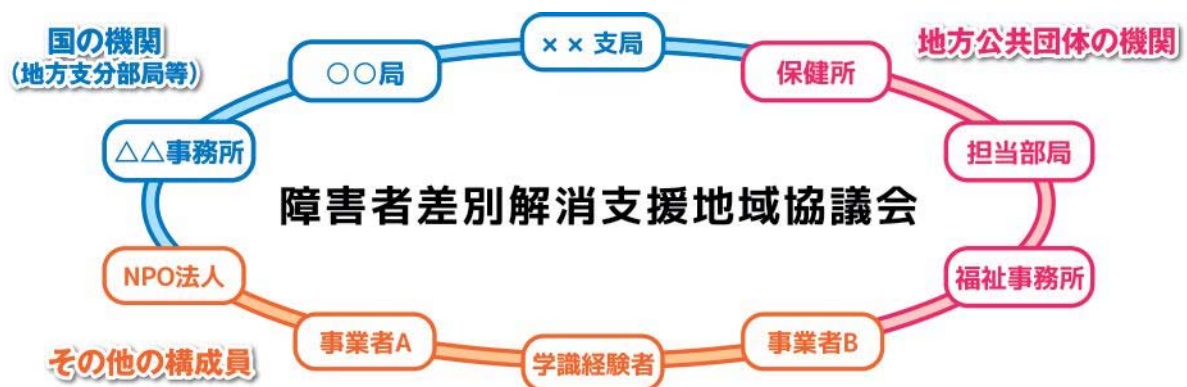 国の機関
(地方支分部局等)
○○局
×× 支局
地方公共団体の機関
保健所
△△事務所
担当部局
障害者差別解消支援地域協議会
NPO法人
福祉事務所
事業者A
事業者B
学識経験者
その他の構成員